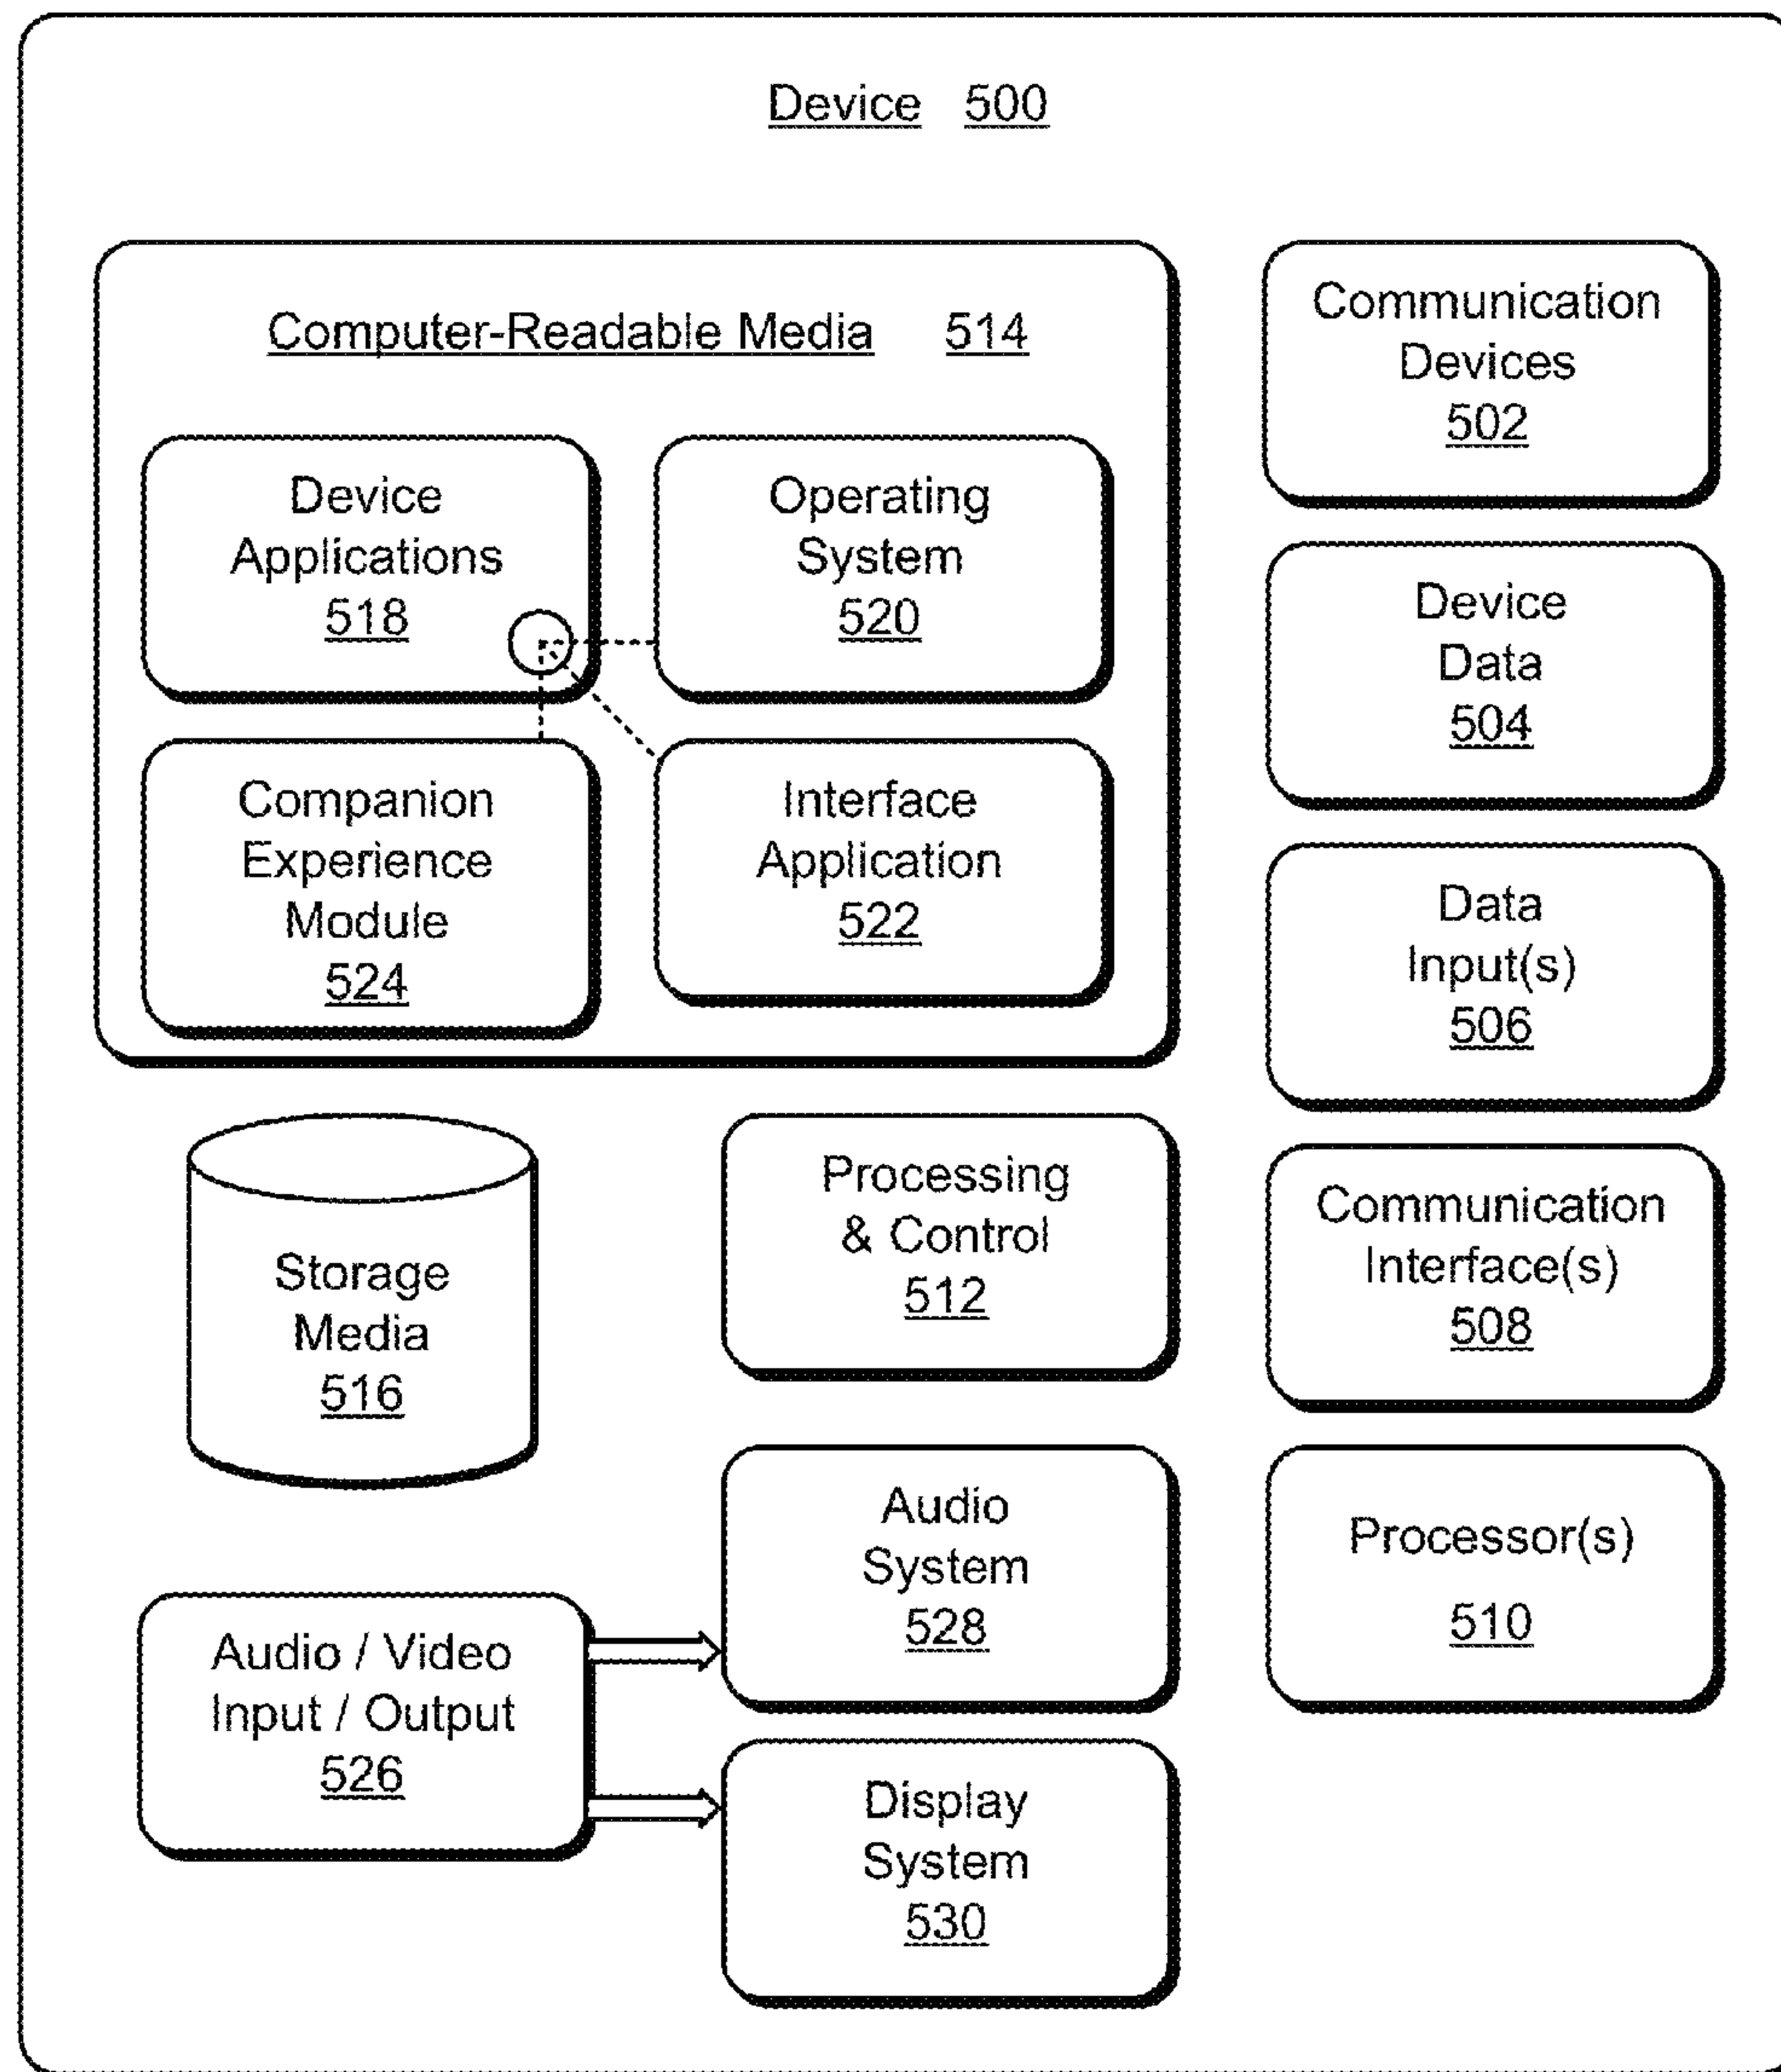 Device 500
Computer-Readable Media 514
Device
Applications
518
Operating
System
520
Companion
Experience
Module
524
Interface
Application
522
Communication
Devices
502
Device
Data
504
Data
Input(s)
506
Communication
Interface(s)
508
Processor(s)
510
Storage
Media
516
Processing
& Control
512
Audio / Video
Input / Output
526
Audio
System
528
Display
System
530